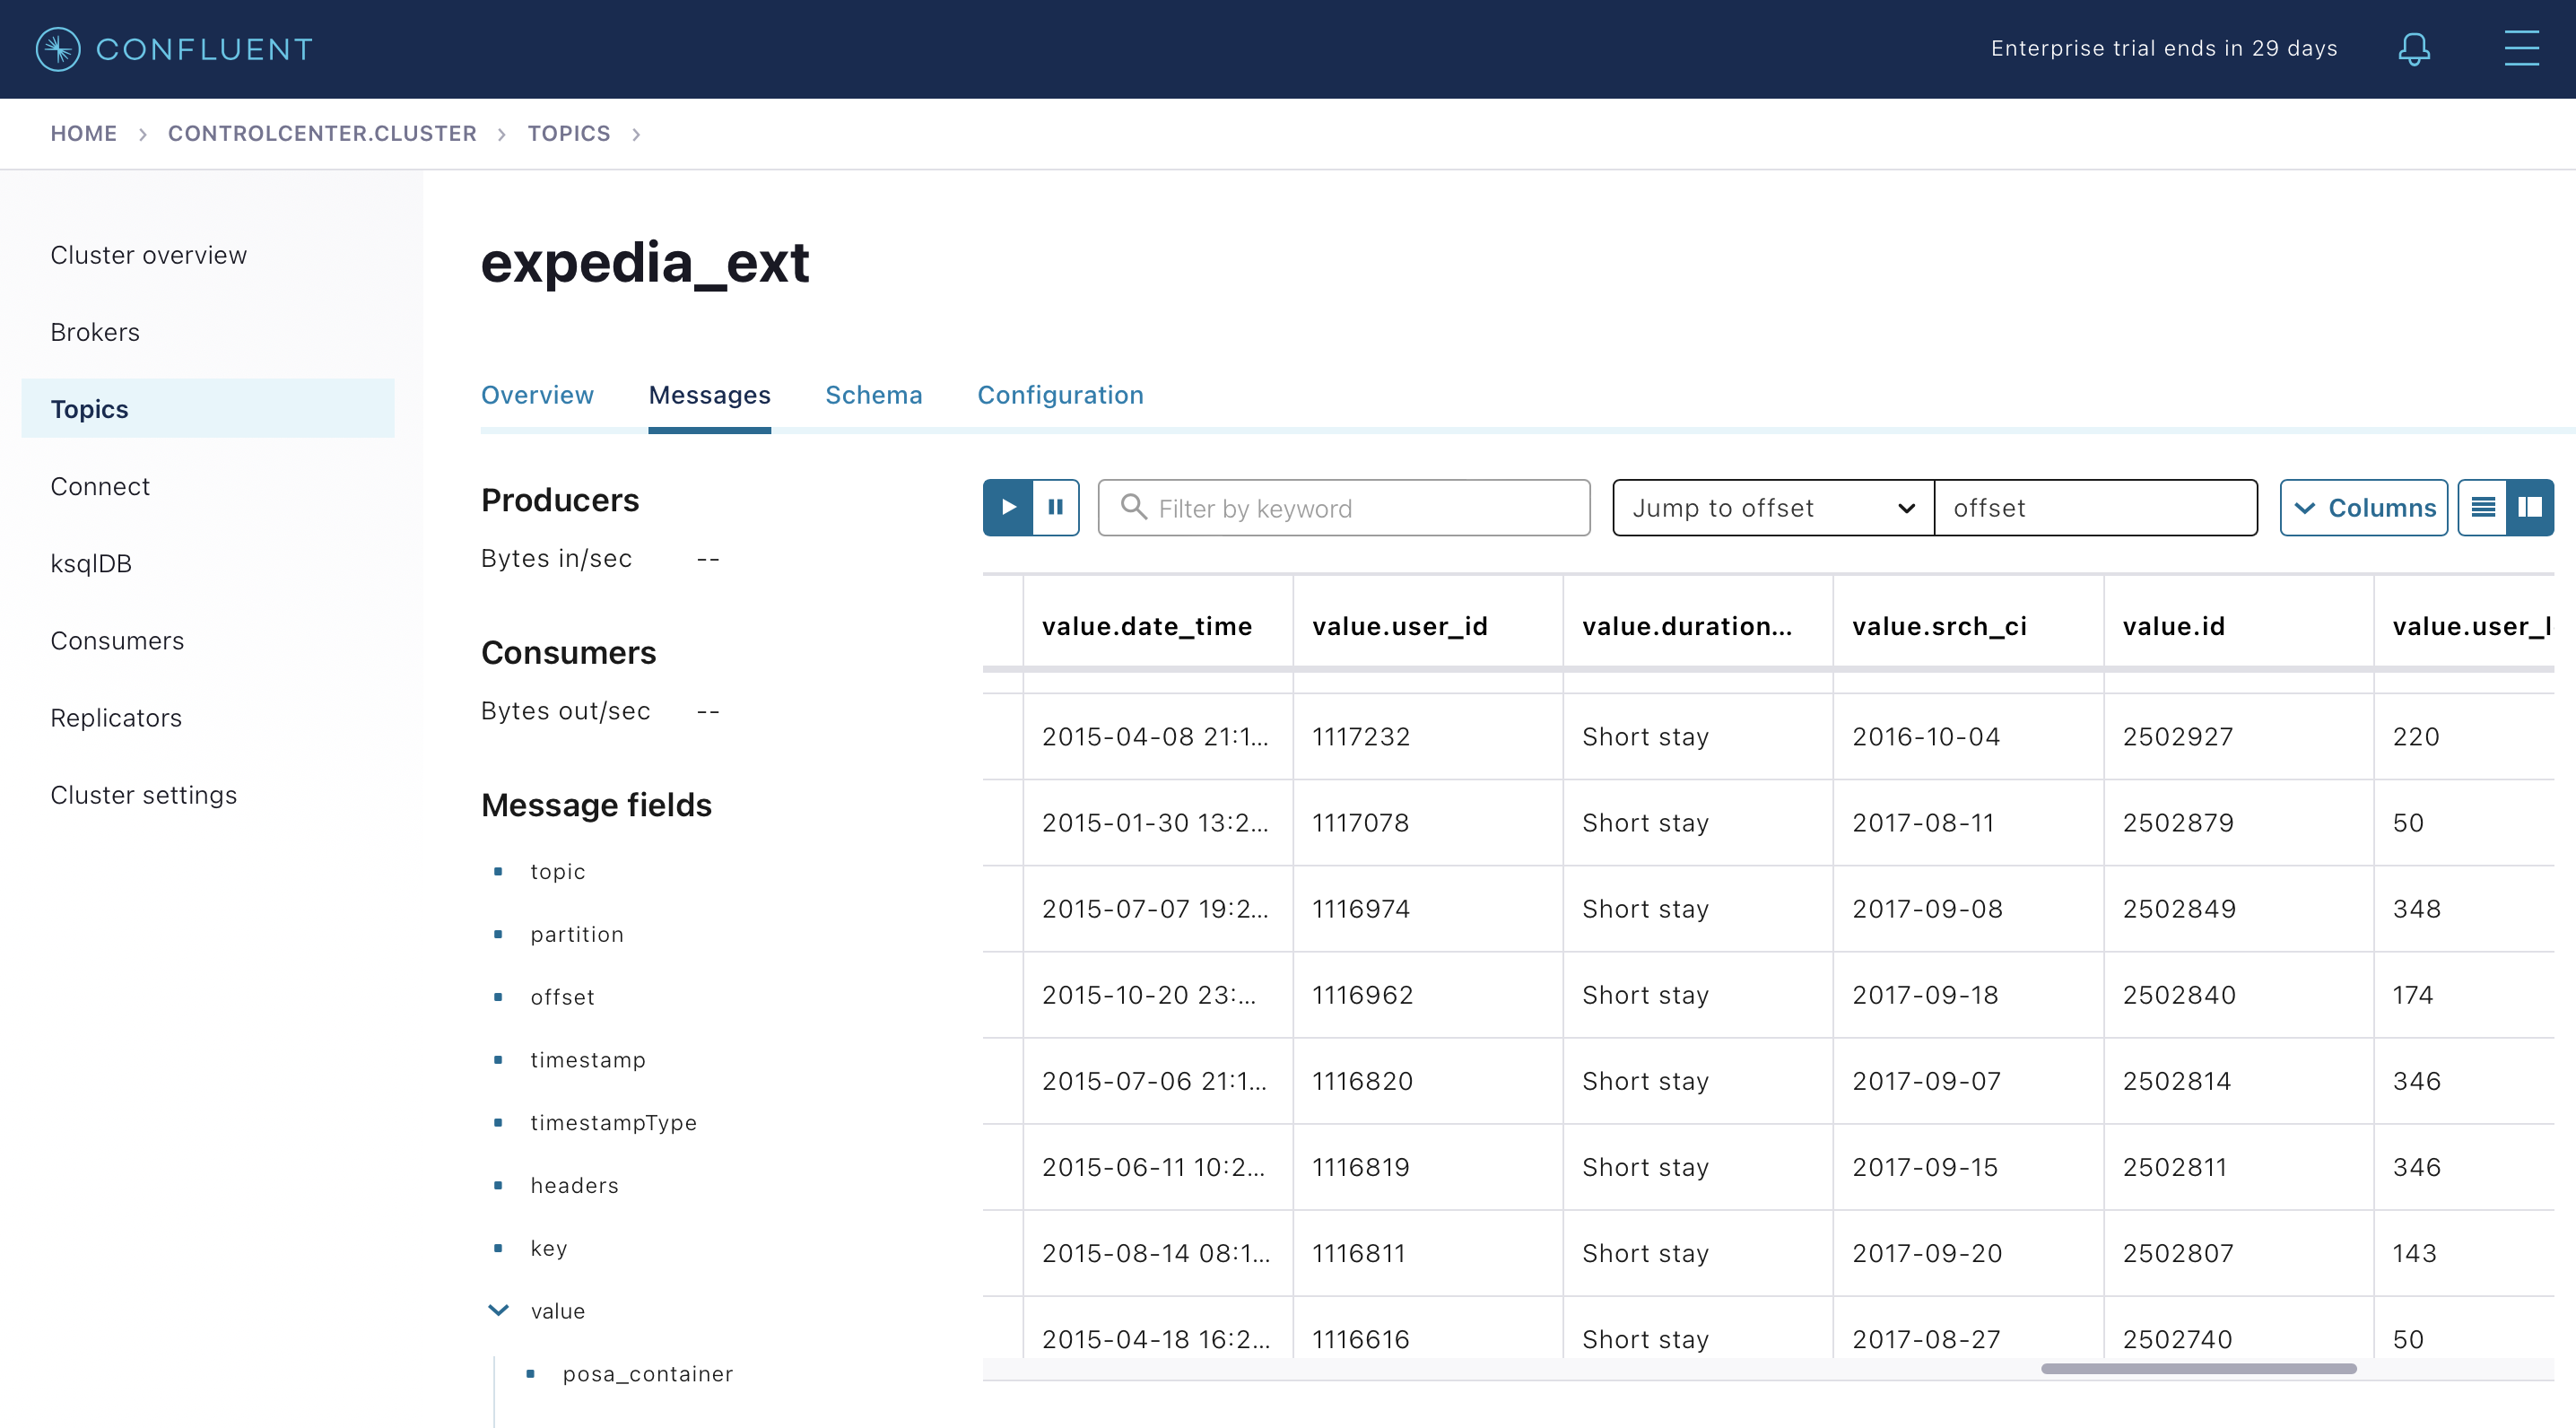 CONFLUENT
Enterprise trial ends in 29 days
HOME > CONTROLCENTER.CLUSTER > TOPICS >
Cluster overview
Brokers
Topics
Connect
ksqlDB
Consumers
Replicators
Cluster settings
expedia_ext
Overview Messages Schema Configuration
Producers
Bytes in/sec --
Consumers
Bytes out/sec --
Message fields
topic
partition
offset
timestamp
timestampType
headers
key
value
posa_container
Filter by keyword Jump to offset offset Columns
value.date_time value.user_id value.duration... value.srch_ci value.id value.user_l
2015-04-08 21:1... 1117232 Short stay 2016-10-04 2502927 220
2015-01-30 13:2... 1117078 Short stay 2017-08-11 2502879 50
2015-07-07 19:2... 1116974 Short stay 2017-09-08 2502849 348
2015-10-20 23:... 1116962 Short stay 2017-09-18 2502840 174
2015-07-06 21:1... 1116820 Short stay 2017-09-07 2502814 346
2015-06-11 10:2... 1116819 Short stay 2017-09-15 2502811 346
2015-08-14 08:1... 1116811 Short stay 2017-09-20 2502807 143
2015-04-18 16:2... 1116616 Short stay 2017-08-27 2502740 50